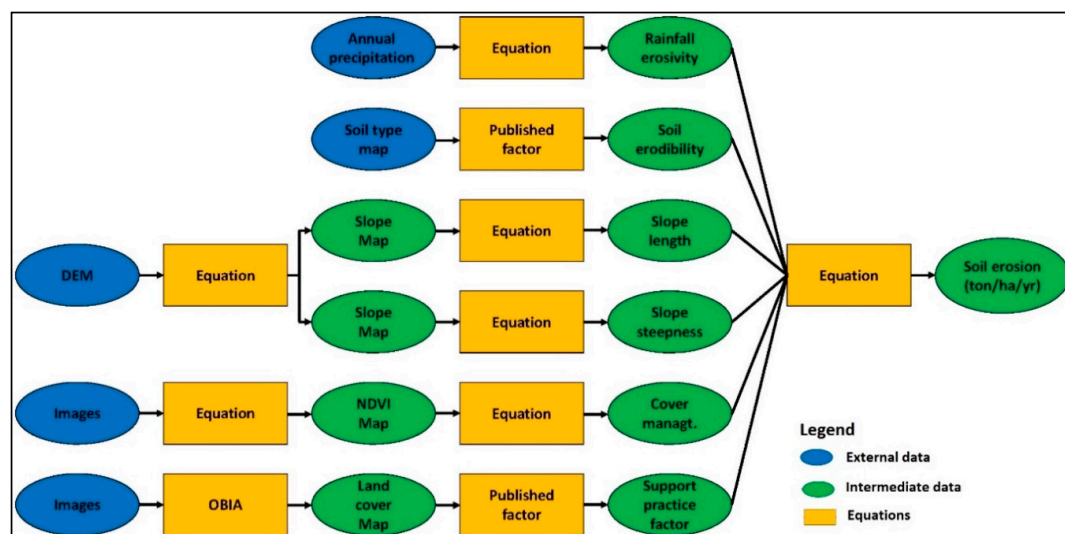 Annual
precipitation
Equation
Rainfall
erosivity
Soil type
map
Published
factor
Soil
erodibility
Slope
Map
Equation
Slope
length
DEM
Equation
Equation
Soil erosion
(ton/ha/yr)
Slope
Map
Equation
Slope
steepness
Images
Equation
NDVI
Map
Equation
Cover
managt.
Images
OBIA
Land
cover
Map
Published
factor
Support
practice
factor
Legend
External data
Intermediate data
Equations